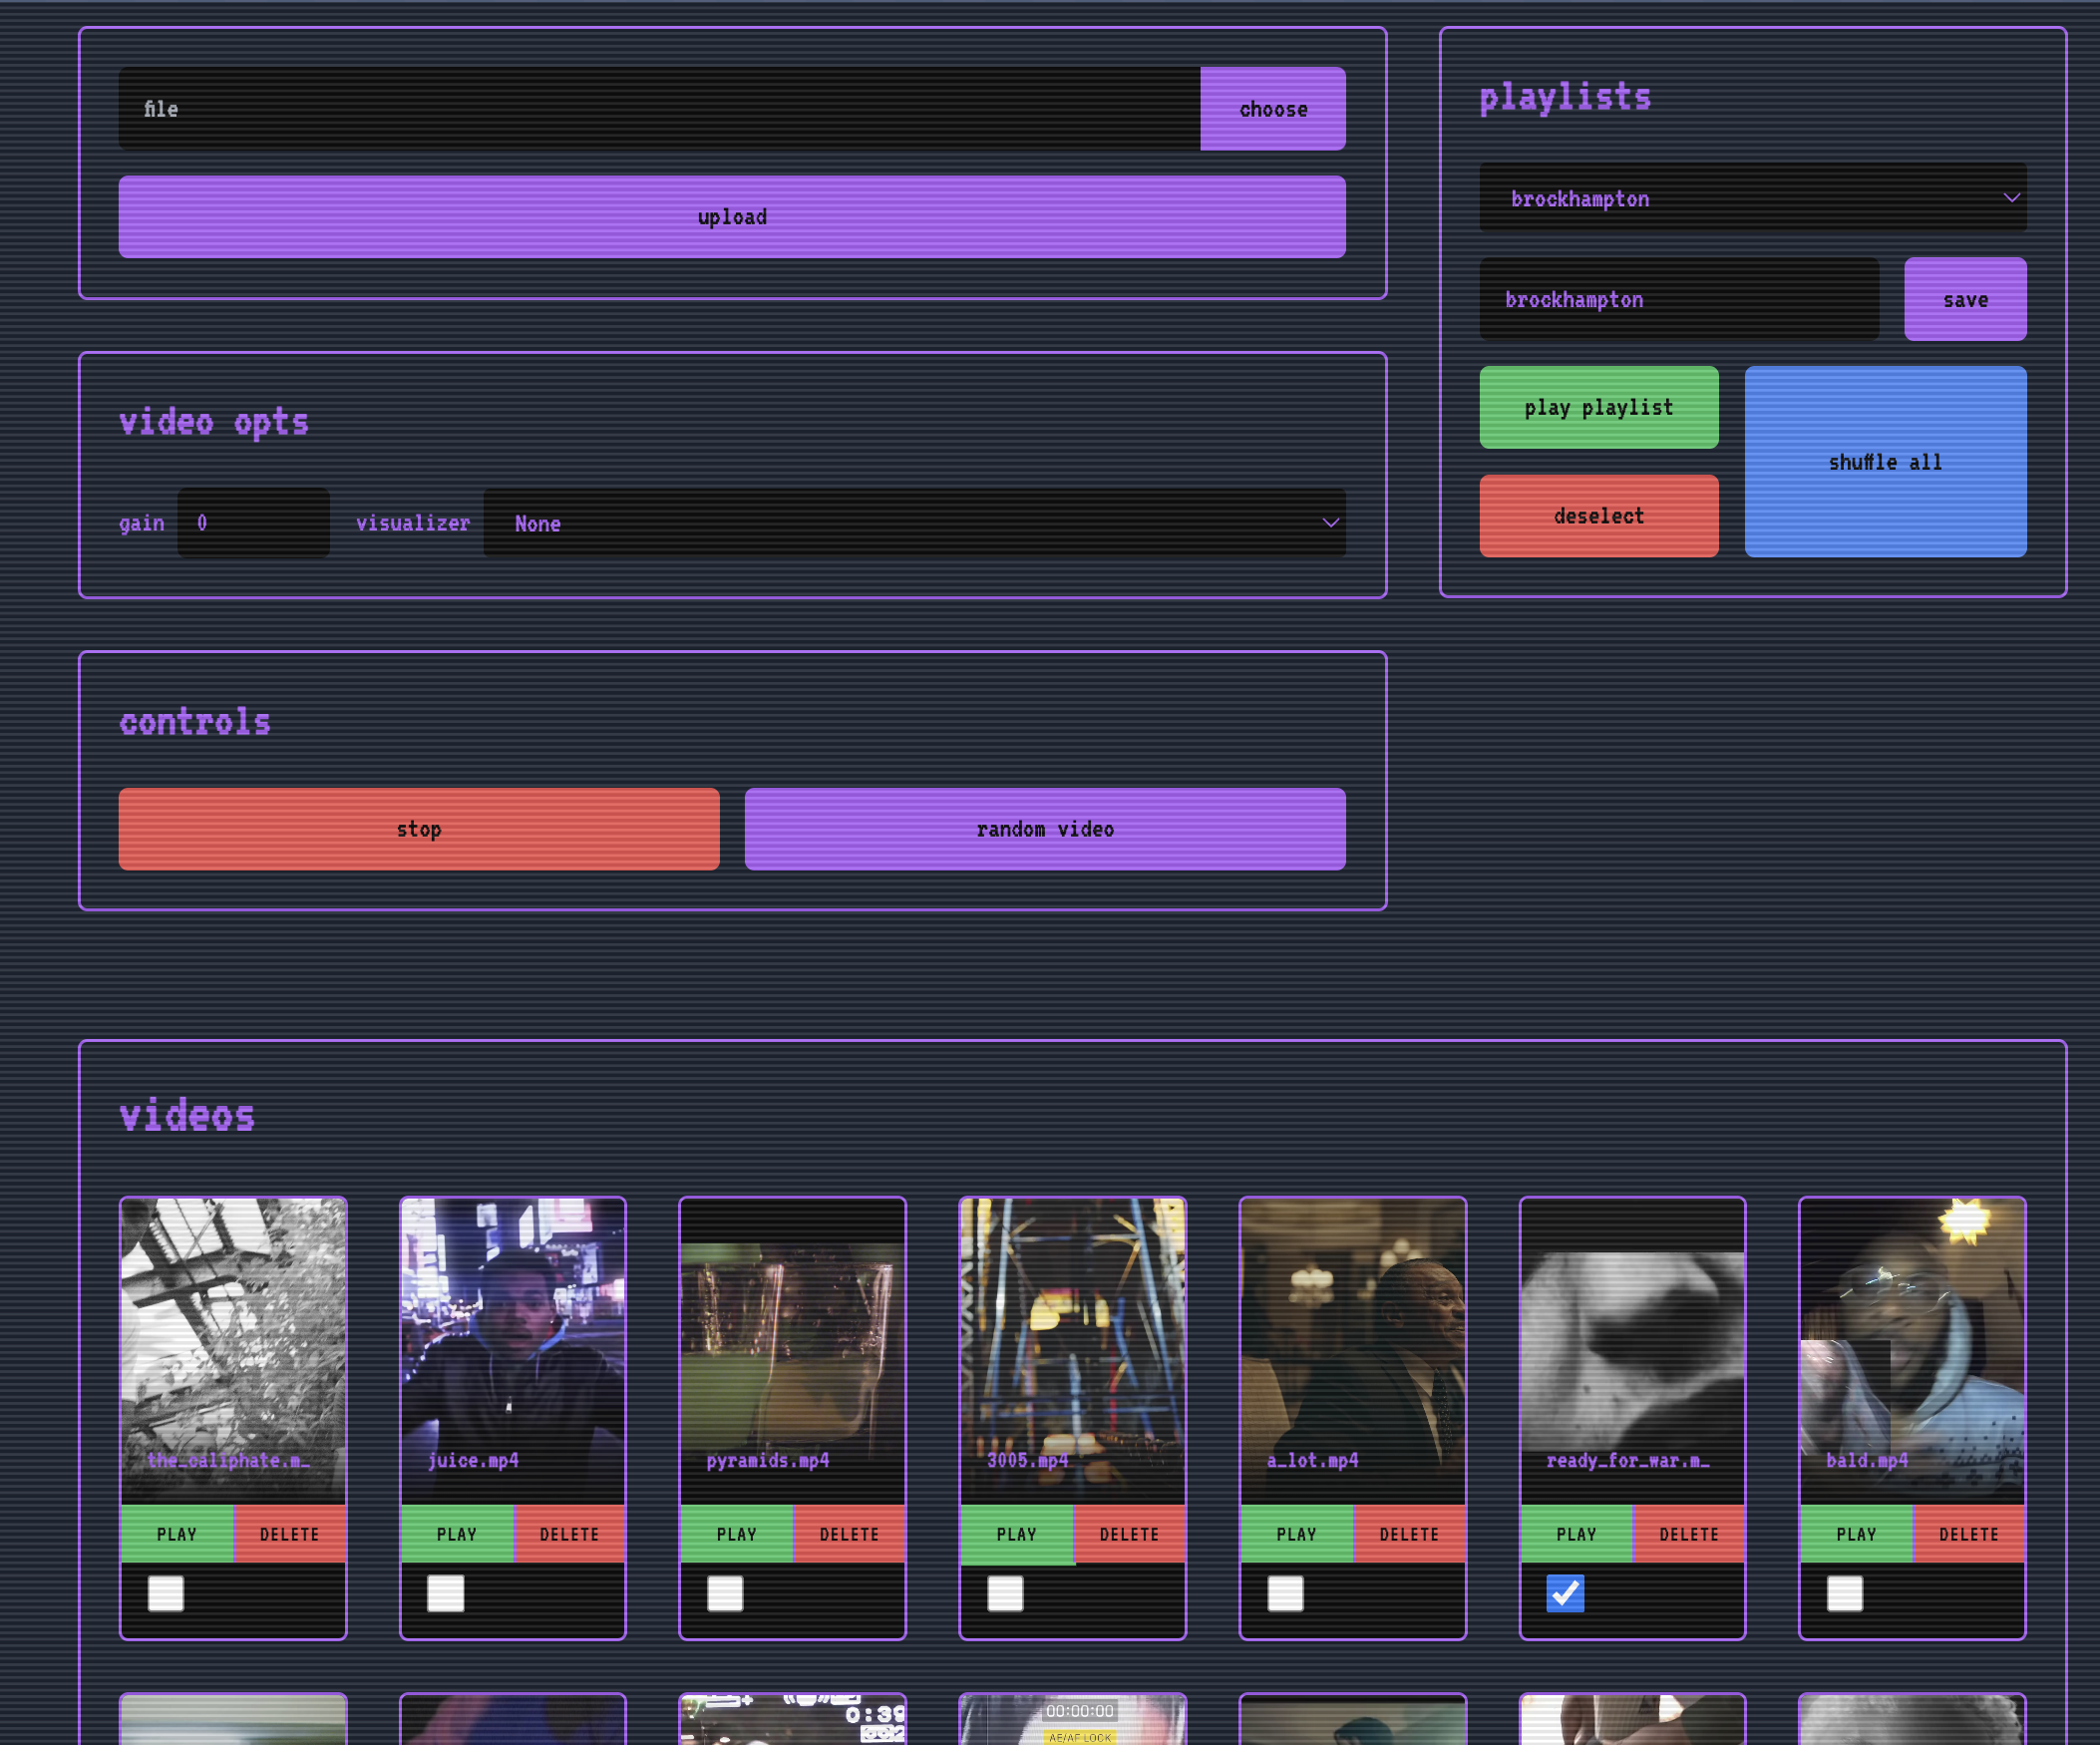 file
choose
upload
playlists
brockhampton
brockhampton
save
play playlist
shuffle all
deselect
video opts
gain
0
visualizer
None
controls
stop
random video
videos
the_caliphate.m_
juice.mp4
pyramids.mp4
3005.mp4
a_lot.mp4
ready_for_war.m_
bald.mp4
PLAY DELETE
PLAY DELETE
PLAY DELETE
PLAY DELETE
PLAY DELETE
PLAY DELETE
PLAY DELETE
0:39
00:00:00
AE/AF LOCK